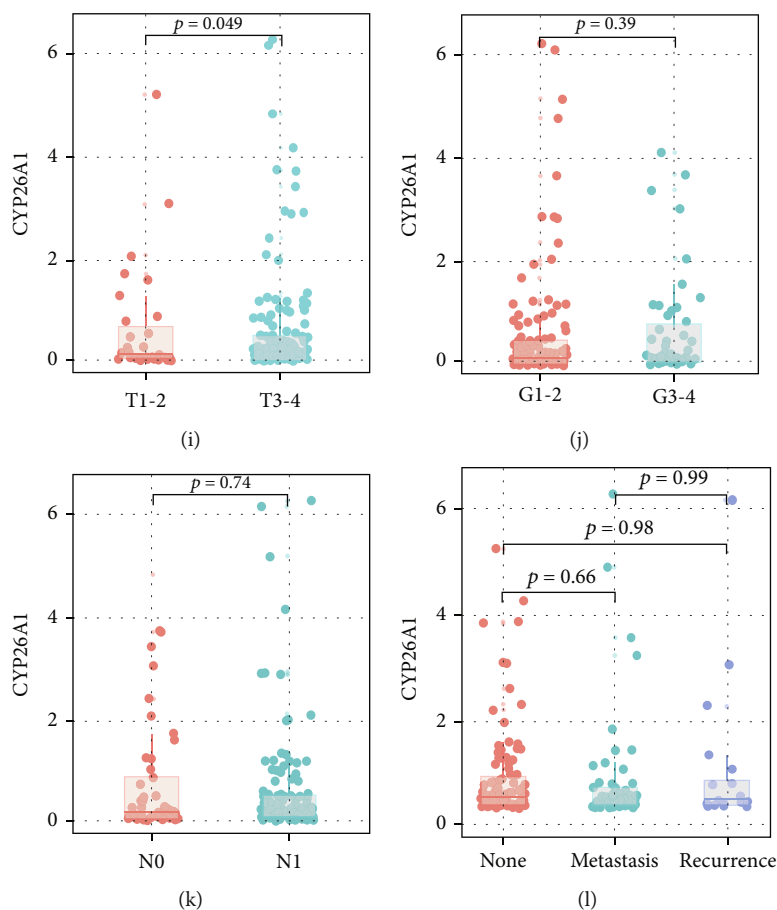 p = 0.049
6
4
2
0
CYP26A1
T1-2
T3-4
(i)
p = 0.39
6
4
2
0
CYP26A1
G1-2
G3-4
(j)
p = 0.74
6
4
2
0
CYP26A1
N0
N1
(k)
p = 0.99
p = 0.98
p = 0.66
6
4
2
0
CYP26A1
None
Metastasis
Recurrence
(l)